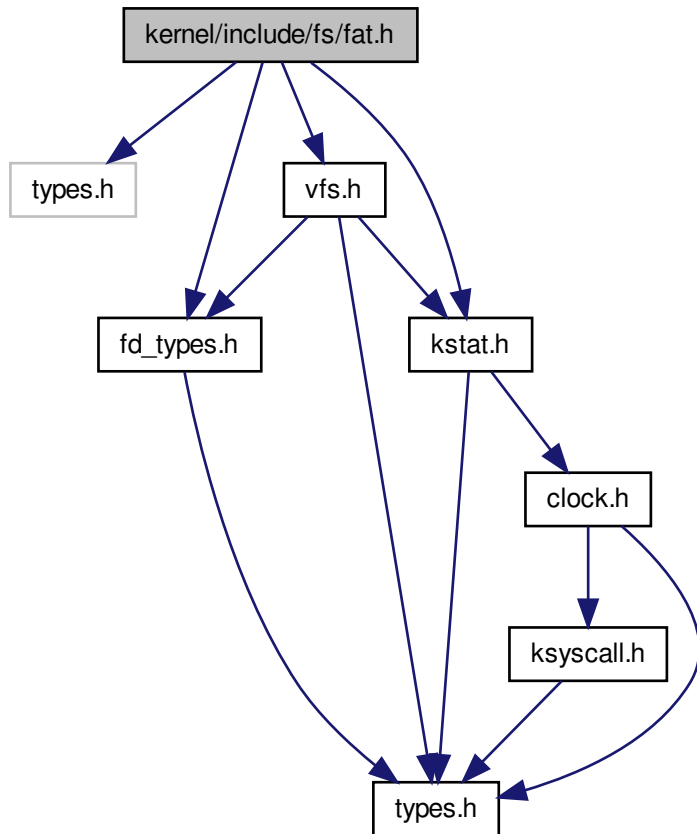 kernel/include/fs/fat.h
types.h
vfs.h
fd_types.h
kstat.h
clock.h
ksyscall.h
types.h